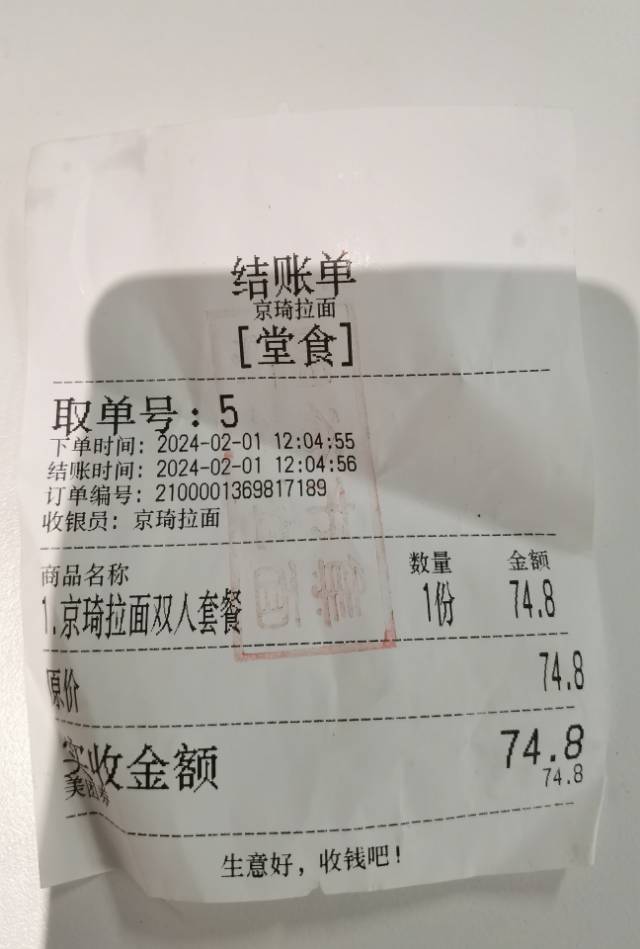 结账单
京琦拉面
[堂食]
取单号：5
下单时间：2024-02-01 12:04:55
结账时间：2024-02-01 12:04:56
订单编号：2100001369817189
收银员：京琦拉面
商品名称 数量 金额
1.京琦拉面双人套餐 1份 74.8
原价 74.8
实收金额 74.8
美团券 74.8
生意好，收钱吧！